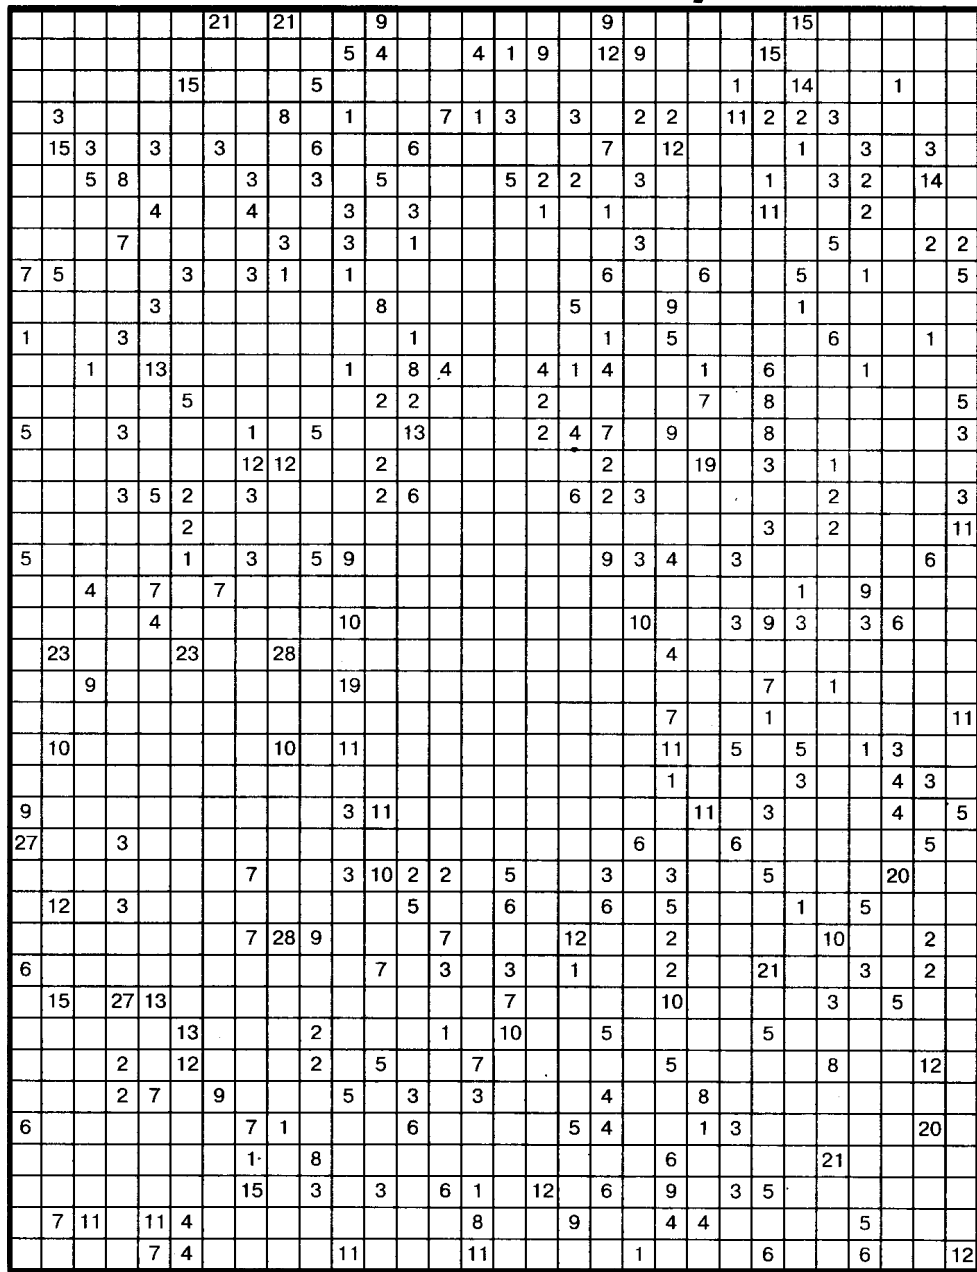 21 21 9 9 15
5 4 4 1 9 12 9 15
15 5 1 14 1
3 8 1 7 1 3 3 2 2 11 2 2 3
15 3 3 3 6 6 7 12 1 3 3
5 8 3 3 5 5 2 2 3 1 3 2 14
4 4 3 3 1 1 11 2
7 3 3 1 3 5 2 2
7 5 3 3 1 1 6 6 5 1 5
3 8 5 9 1
1 3 1 1 5 6 1
1 13 1 8 4 4 1 4 1 6 1
5 2 2 2 7 8 5
5 3 1 5 13 2 4 7 9 8 3
12 12 2 2 19 3 1
3 5 2 3 2 6 6 2 3 2 3
2 3 2 11
5 1 3 5 9 9 3 4 3 6
4 7 7 1 9
4 10 10 3 9 3 3 6
23 23 28 4
9 19 7 1
7 1 11
10 10 11 11 5 5 1 3
1 3 4 3
9 3 11 11 3 4 5
27 3 6 6 5
7 3 10 2 2 5 3 3 5 20
12 3 5 6 6 5 1 5
7 28 9 7 12 2 10 2
6 7 3 3 1 2 21 3 2
15 27 13 7 10 3 5
13 2 1 10 5 5
2 12 2 5 7 5 8 12
2 7 9 5 3 3 4 8
6 7 1 6 5 4 1 3 20
1 8 6 21
15 3 3 6 1 12 6 9 3 5
7 11 11 4 8 9 4 4 5
7 4 11 11 1 6 6 12